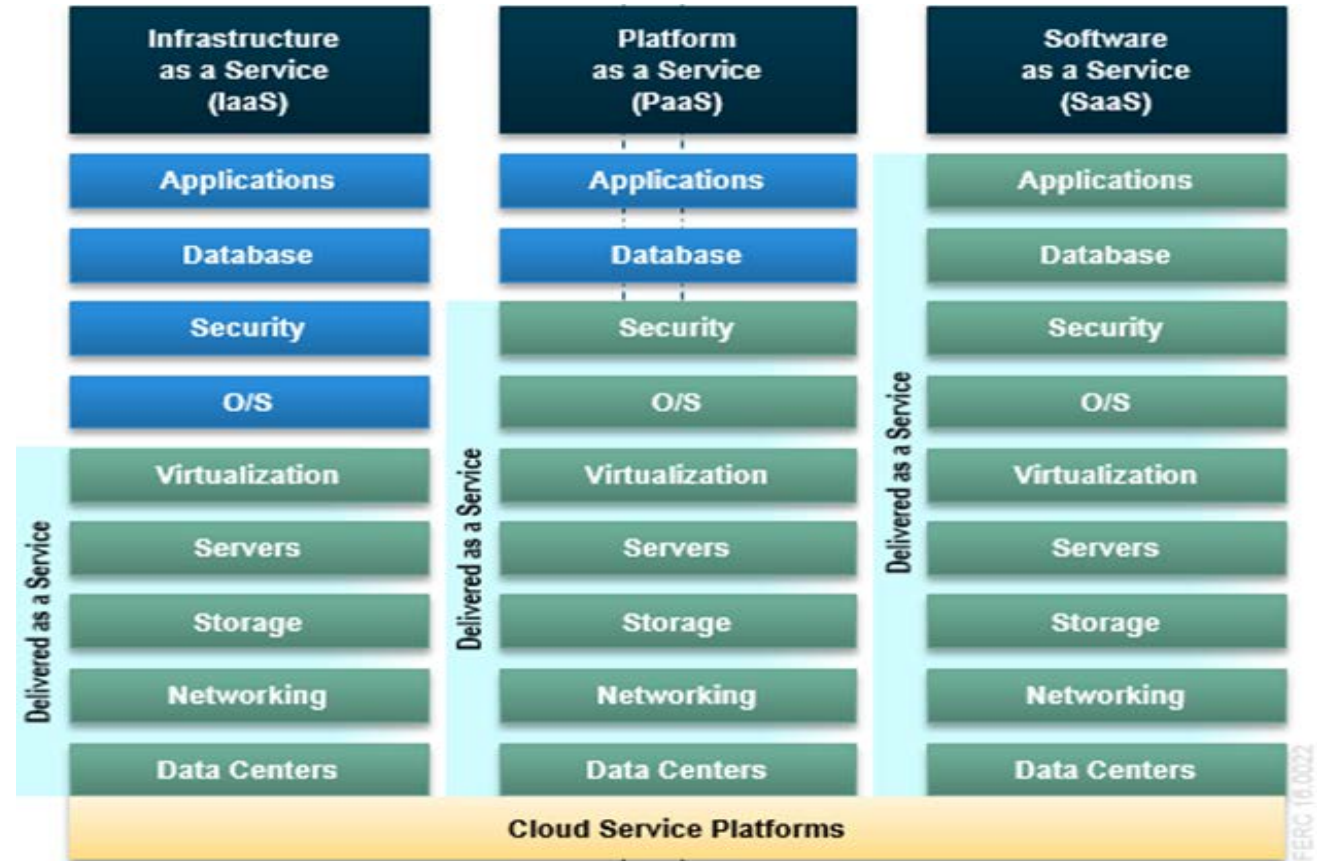 Infrastructure
as a Service
(IaaS)
Applications
Database
Security
O/S
Virtualization
Servers
Storage
Networking
Data Centers
Delivered as a Service
Platform
as a Service
(PaaS)
Applications
Database
Security
O/S
Virtualization
Servers
Storage
Networking
Data Centers
Delivered as a Service
Software
as a Service
(SaaS)
Applications
Database
Security
O/S
Virtualization
Servers
Storage
Networking
Data Centers
Delivered as a Service
Cloud Service Platforms
FERC 16.0022